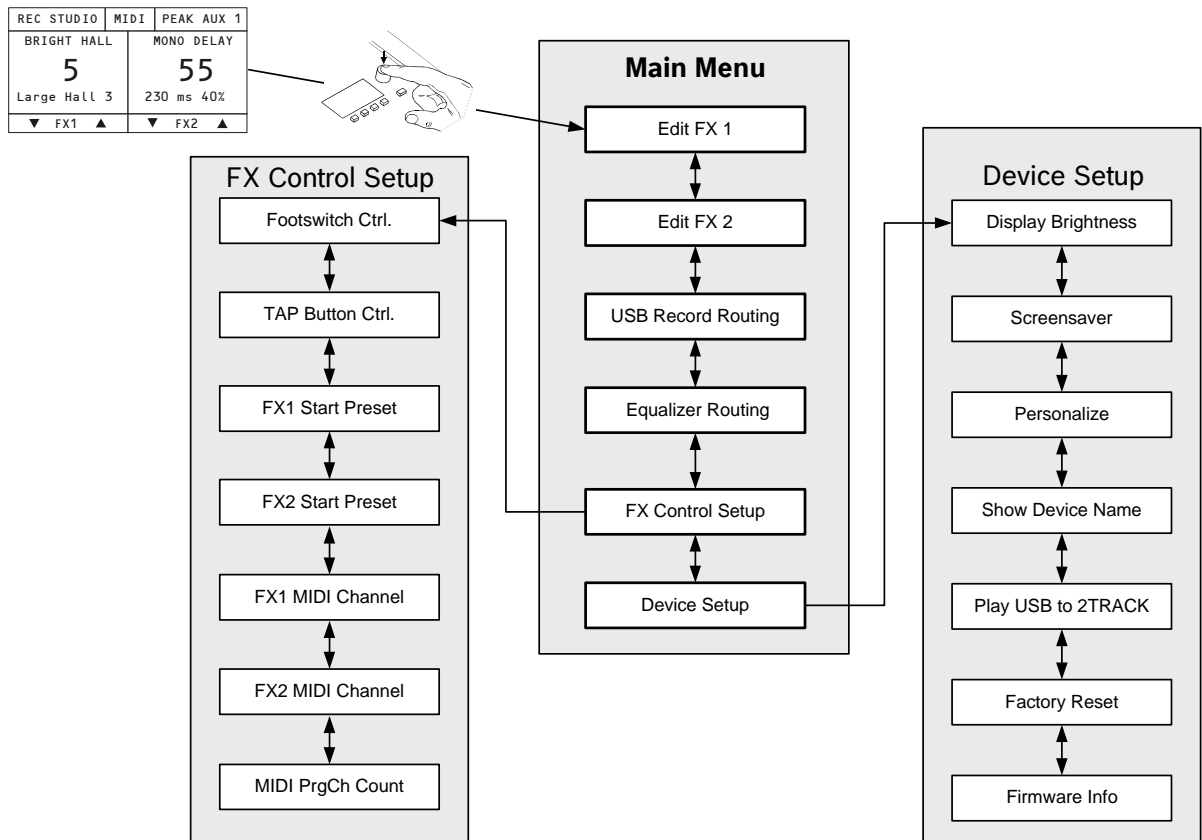 REC STUDIO MIDI PEAK AUX 1
BRIGHT HALL MONO DELAY
5 55
Large Hall 3 230 ms 40%
▼ FX1 ▲ ▼ FX2 ▲
Main Menu
Edit FX 1
Edit FX 2
USB Record Routing
Equalizer Routing
FX Control Setup
Device Setup
FX Control Setup
Footswitch Ctrl.
TAP Button Ctrl.
FX1 Start Preset
FX2 Start Preset
FX1 MIDI Channel
FX2 MIDI Channel
MIDI PrgCh Count
Device Setup
Display Brightness
Screensaver
Personalize
Show Device Name
Play USB to 2TRACK
Factory Reset
Firmware Info